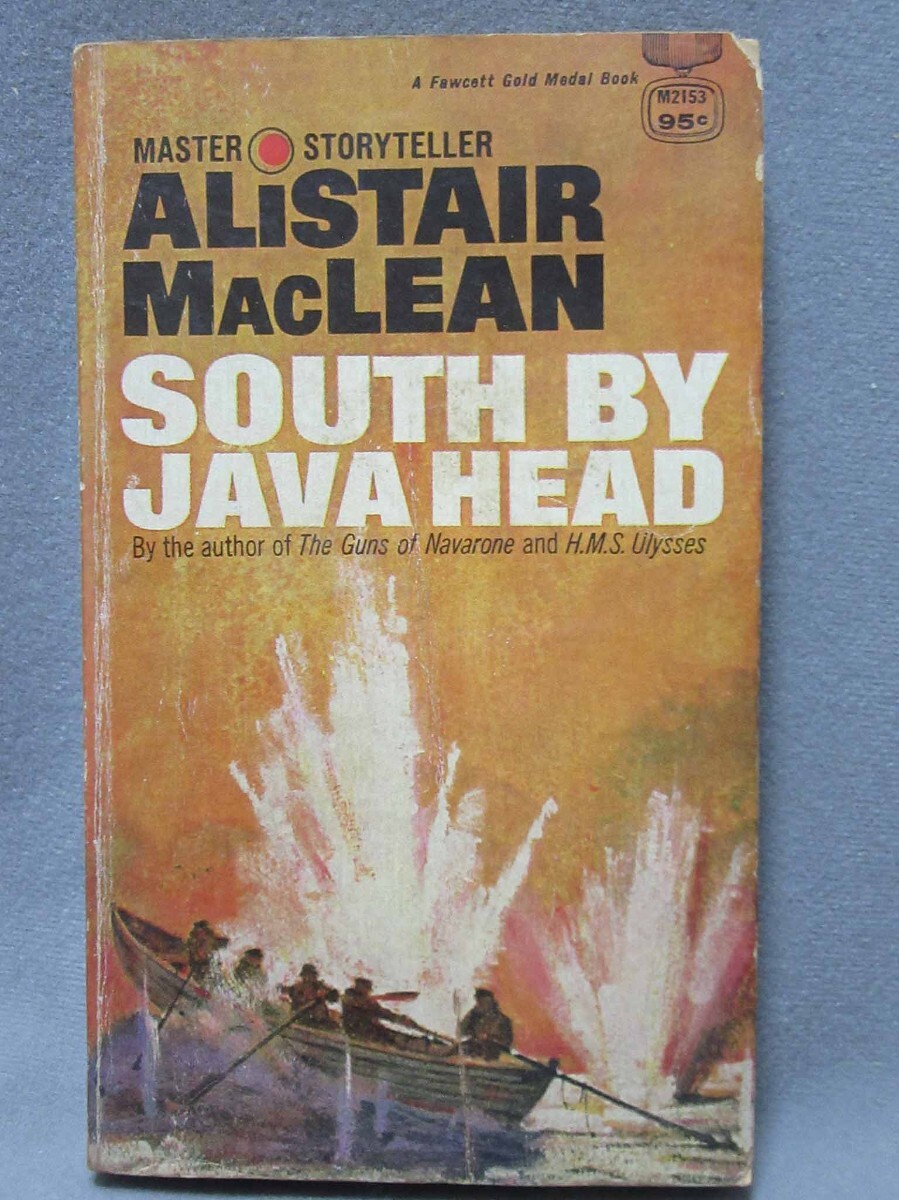 A Fawcett Gold Medal Book
M2153
95c
MASTER STORYTELLER
ALiSTAIR
MACLEAN
SOUTH BY
JAVA HEAD
By the author of The Guns of Navarone and H.M.S. Ulysses